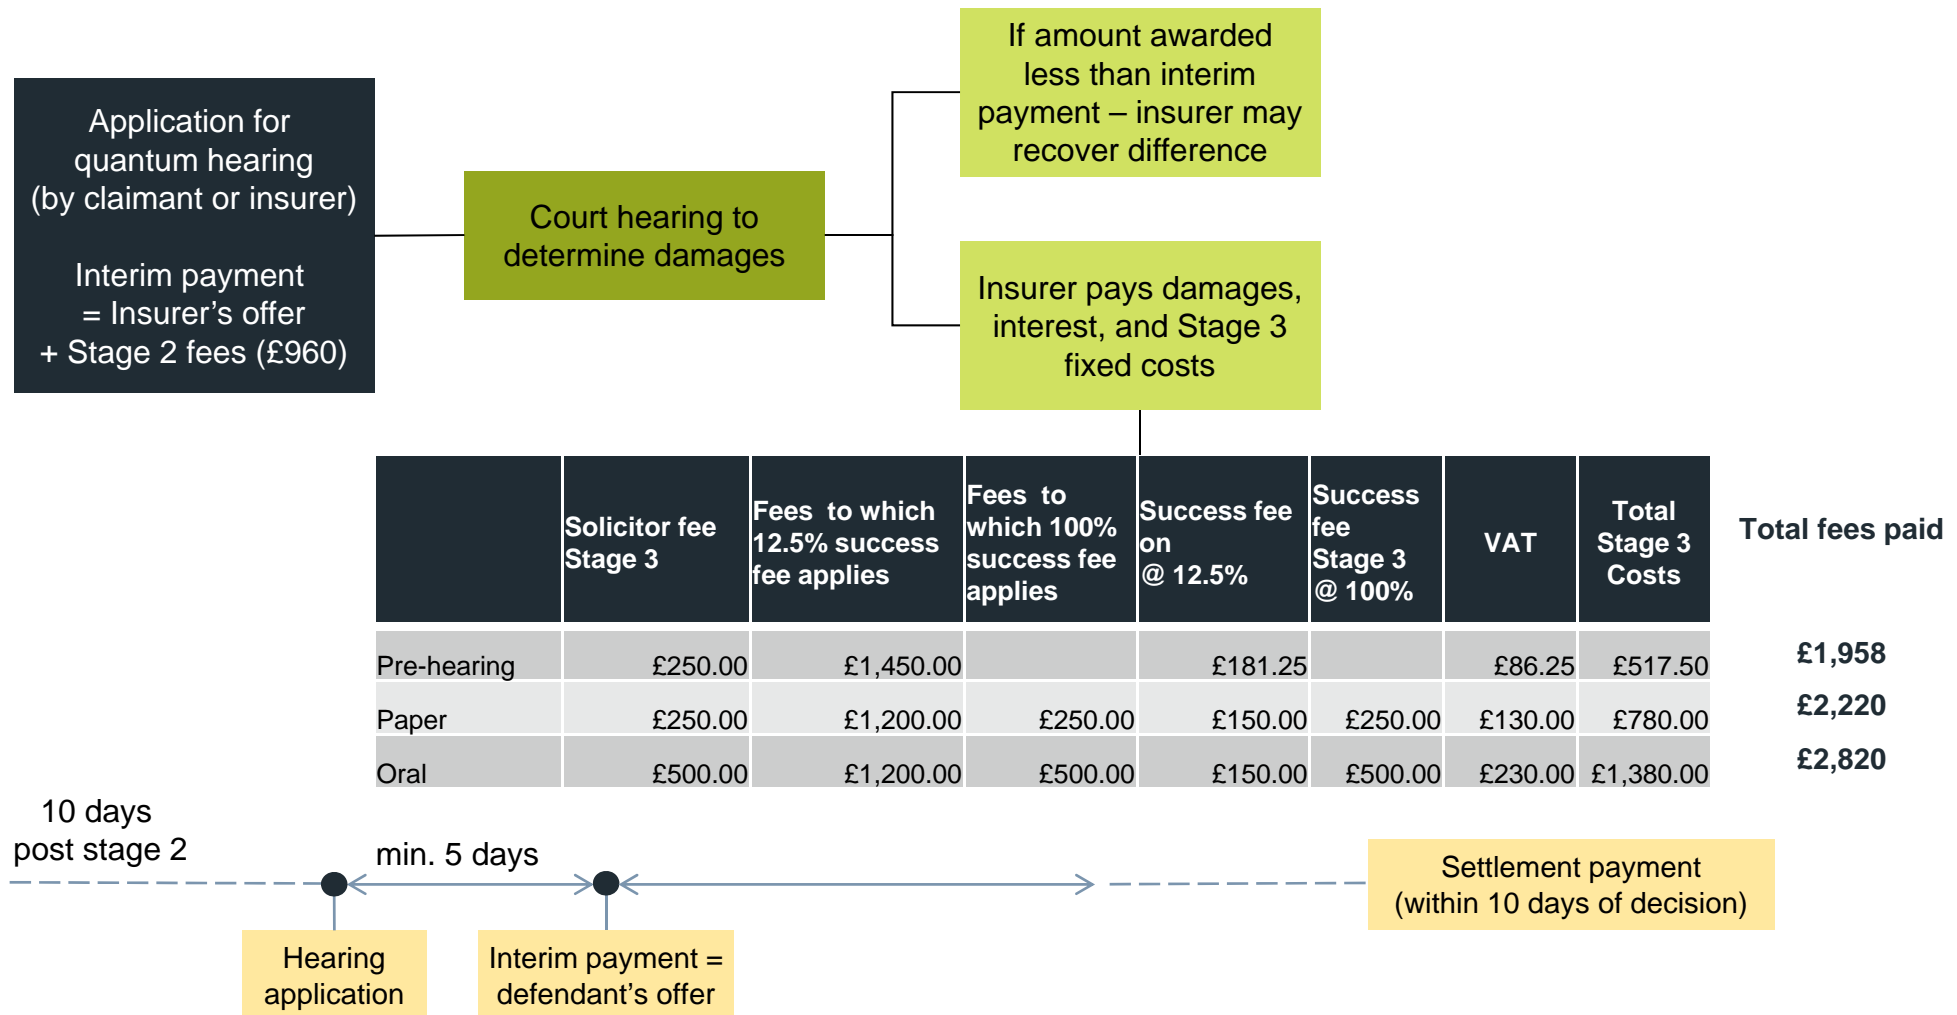 Application for
quantum hearing
(by claimant or insurer)
Interim payment
= Insurer’s offer
+ Stage 2 fees (£960)
Court hearing to
determine damages
If amount awarded
less than interim
payment – insurer may
recover difference
Insurer pays damages,
interest, and Stage 3
fixed costs
Solicitor fee
Stage 3
Fees to which
12.5% success
fee applies
Fees to
which 100%
success fee
applies
Success fee
on
@ 12.5%
Success
fee
Stage 3
@ 100%
VAT
Total
Stage 3
Costs
Total fees paid
Pre-hearing £250.00 £1,450.00 £181.25 £86.25 £517.50 £1,958
Paper £250.00 £1,200.00 £250.00 £150.00 £250.00 £130.00 £780.00 £2,220
Oral £500.00 £1,200.00 £500.00 £150.00 £500.00 £230.00 £1,380.00 £2,820
10 days
post stage 2
min. 5 days
Hearing
application
Interim payment =
defendant’s offer
Settlement payment
(within 10 days of decision)